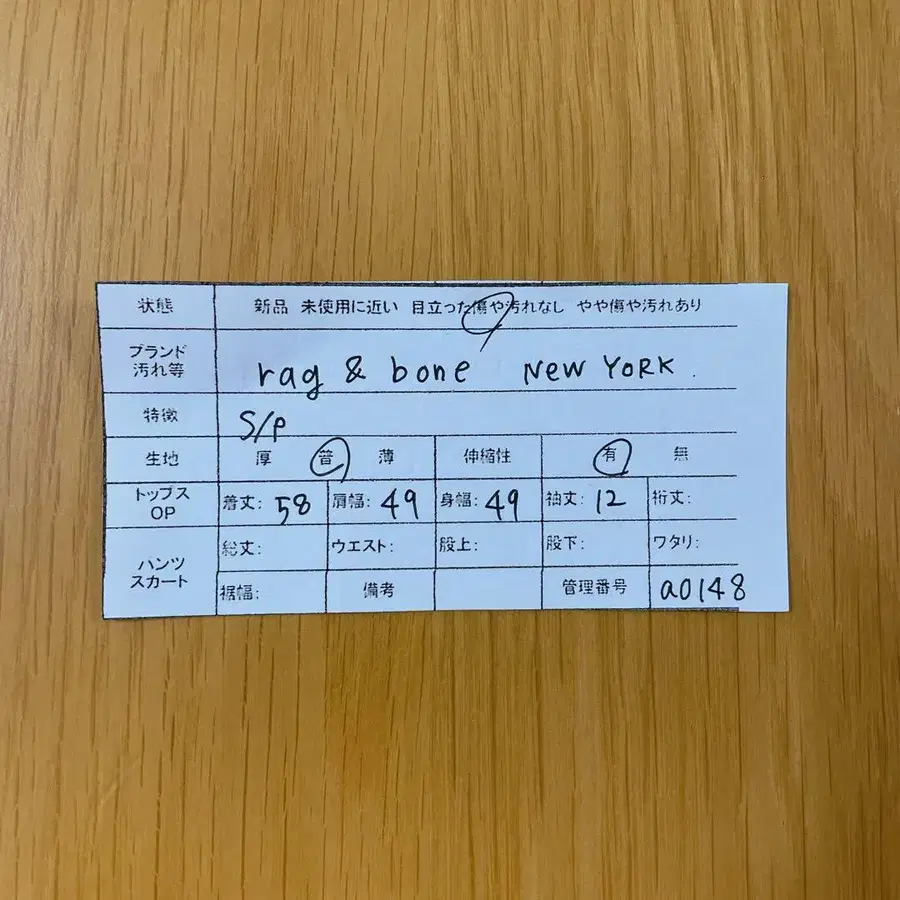 状態 新品 未使用に近い 目立った傷や汚れなし やや傷や汚れあり
ブランド
汚れ等
rag & bone NEW YORK.
特徴 S/P
生地 厚 普 薄 伸縮性 有 無
トップス
OP
着丈: 58 肩幅: 49 身幅: 49 袖丈: 12 裄丈:
パンツ
スカート
総丈: ウエスト: 股上: 股下: ワタリ:
裾幅: 備考 管理番号 a0148